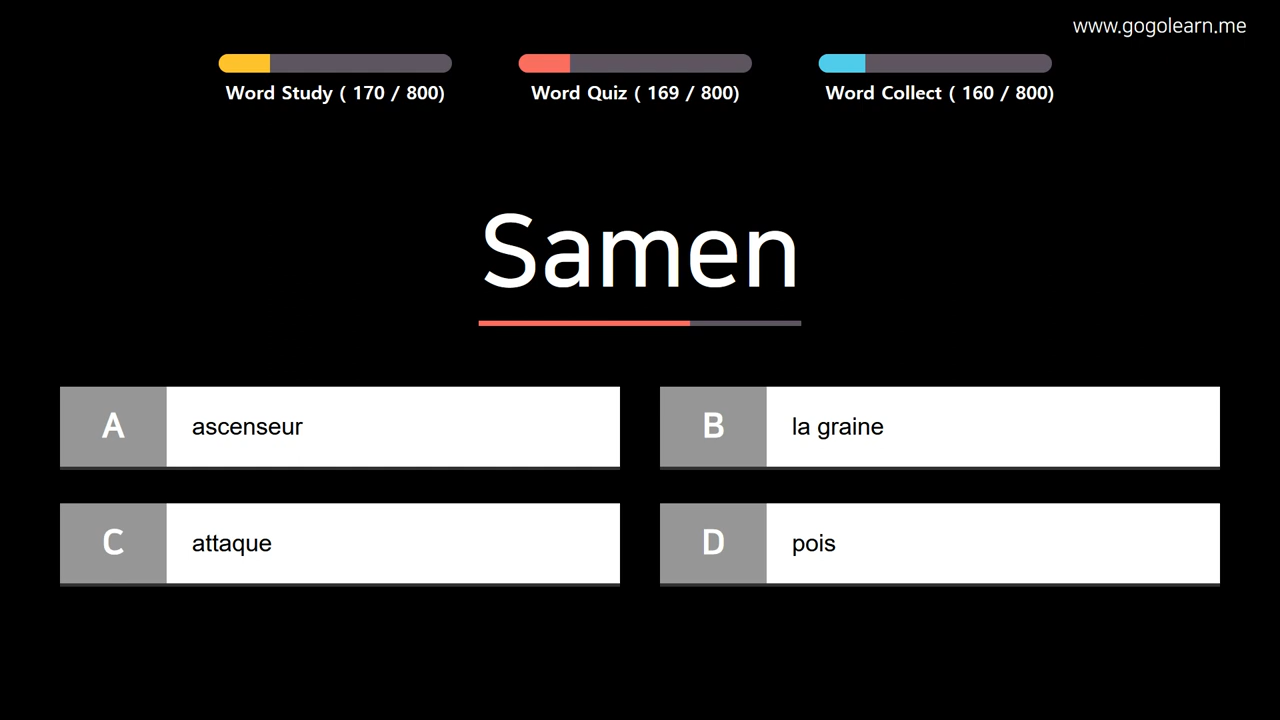 www.gogolearn.me
Word Study ( 170 / 800)
Word Quiz ( 169 / 800)
Word Collect ( 160 / 800)
Samen
A ascenseur
B la graine
C attaque
D pois